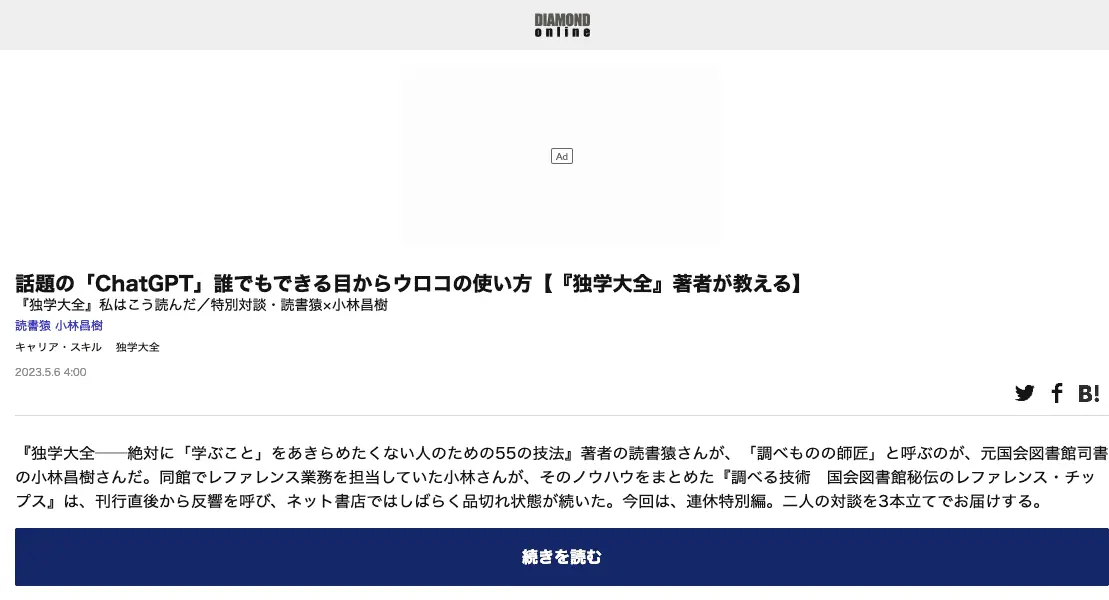 DIAMOND
online
Ad
話題の「ChatGPT」誰でもできる目からウロコの使い方【『独学大全』著者が教える】
『独学大全』私はこう読んだ／特別対談・読書猿×小林昌樹
読書猿 小林昌樹
キャリア・スキル　独学大全
2023.5.6 4:00
B!
『独学大全──絶対に「学ぶこと」をあきらめたくない人のための55の技法』著者の読書猿さんが、「調べものの師匠」と呼ぶのが、元国会図書館司書
の小林昌樹さんだ。同館でレファレンス業務を担当していた小林さんが、そのノウハウをまとめた『調べる技術　国会図書館秘伝のレファレンス・チッ
プス』は、刊行直後から反響を呼び、ネット書店ではしばらく品切れ状態が続いた。今回は、連休特別編。二人の対談を3本立てでお届けする。
続きを読む